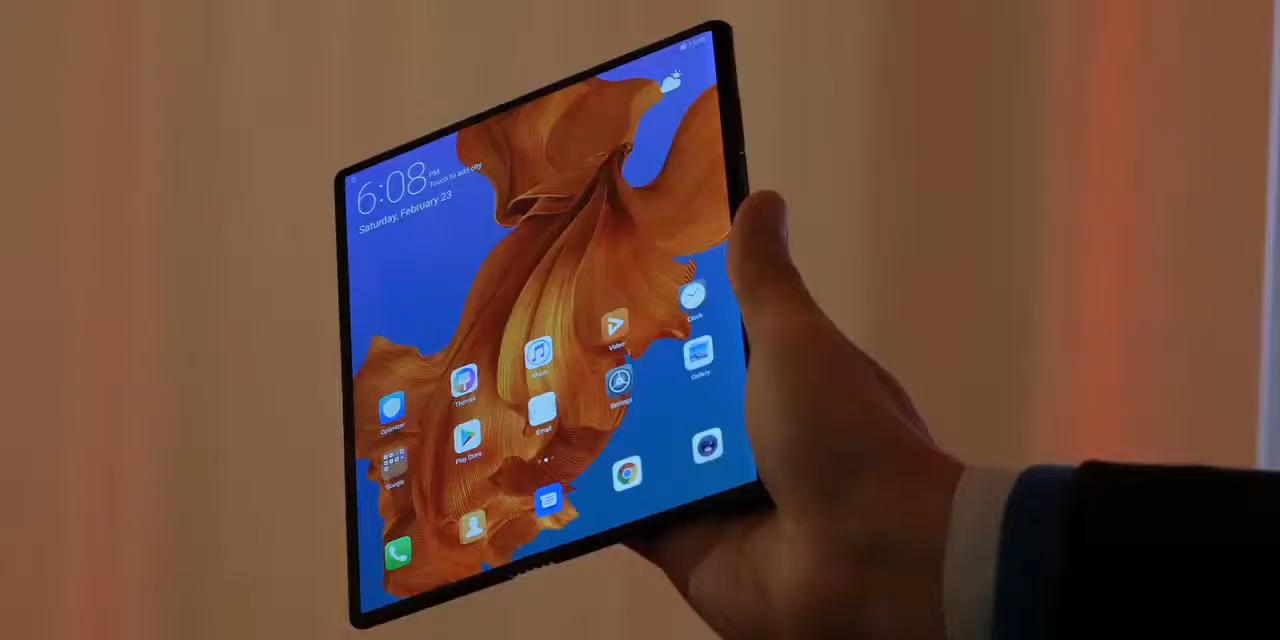 6:08 PM
Touch to add city
Saturday, February 23
Clock
Video
Music
Themes
Optimizer
Gallery
Settings
Email
Play Store
Google